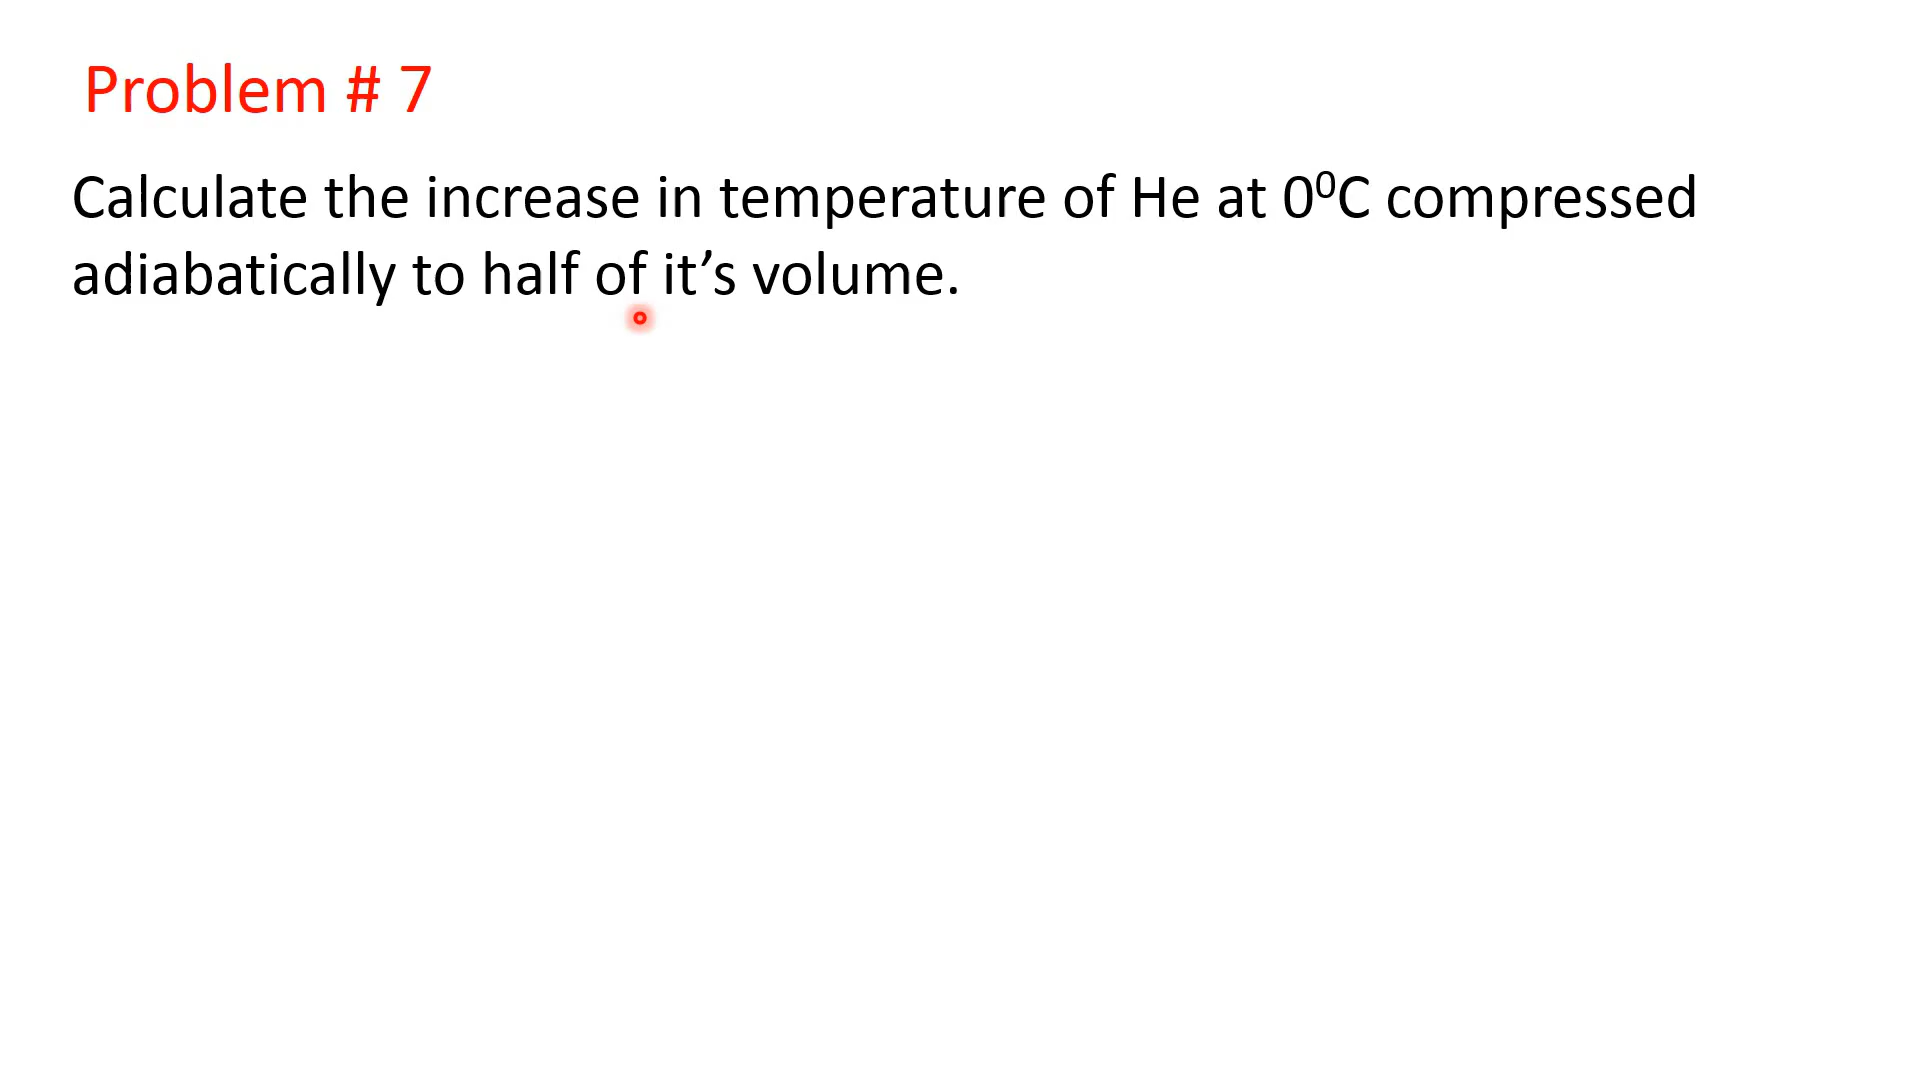 Problem # 7
Calculate the increase in temperature of He at 0⁰C compressed
adiabatically to half of it’s volume.